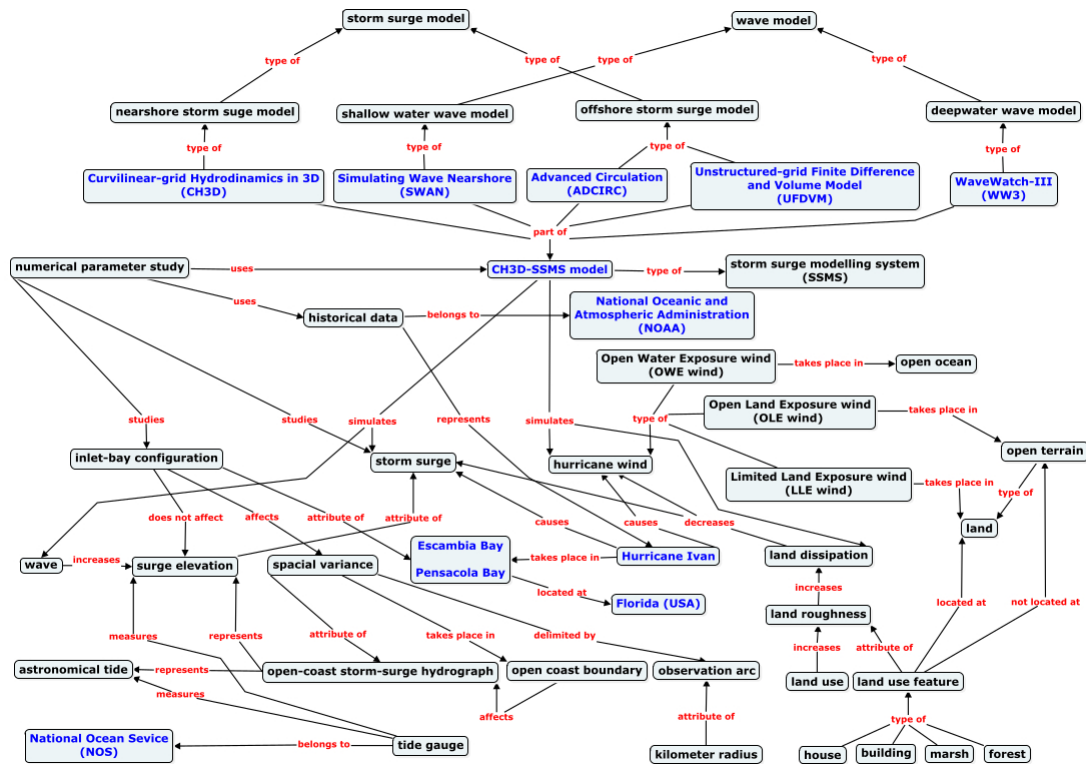 storm surge model
wave model
type of
type of
type of
type of
nearshore storm suge model
shallow water wave model
offshore storm surge model
deepwater wave model
type of
type of
type of
type of
Curvilinear-grid Hydrodinamics in 3D
(CH3D)
Simulating Wave Nearshore
(SWAN)
Advanced Circulation
(ADCIRC)
Unstructured-grid Finite Difference
and Volume Model
(UFDVM)
WaveWatch-III
(WW3)
part of
numerical parameter study
uses
CH3D-SSMS model
type of
storm surge modelling system
(SSMS)
uses
historical data
belongs to
National Oceanic and
Atmospheric Administration
(NOAA)
Open Water Exposure wind
(OWE wind)
takes place in
open ocean
Open Land Exposure wind
(OLE wind)
takes place in
studies
studies
simulates
represents
simulates
type of
inlet-bay configuration
storm surge
hurricane wind
open terrain
Limited Land Exposure wind
(LLE wind)
takes place in
type of
does not affect
affects
attribute of
attribute of
causes
causes
decreases
land
wave
increases
surge elevation
spacial variance
Escambia Bay
Pensacola Bay
takes place in
Hurricane Ivan
land dissipation
located at
Florida (USA)
increases
located at
not located at
land roughness
measures
represents
attribute of
takes place in
delimited by
increases
attribute of
astronomical tide
represents
open-coast storm-surge hydrograph
open coast boundary
observation arc
land use
land use feature
measures
affects
attribute of
type of
National Ocean Sevice
(NOS)
belongs to
tide gauge
kilometer radius
house
building
marsh
forest